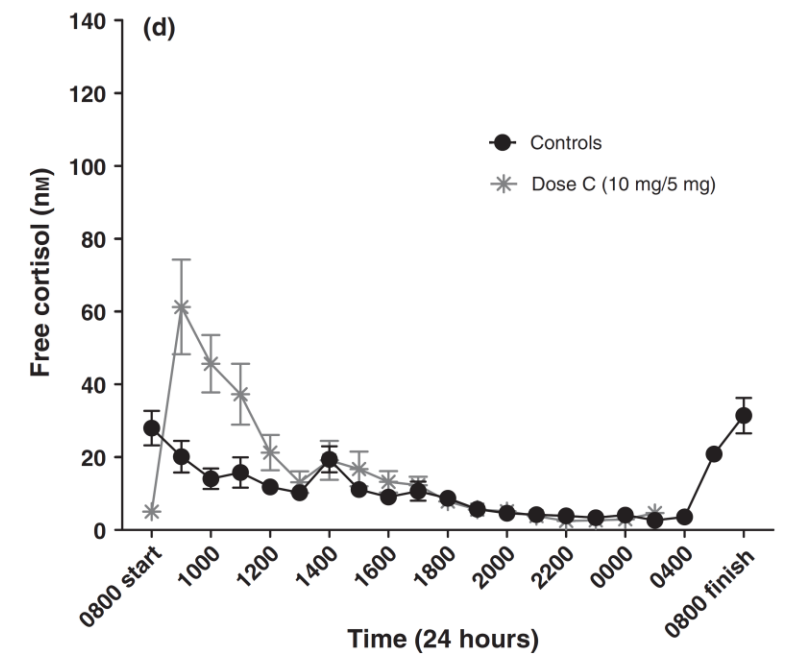 (d)
140
120
100
80
60
40
20
0
Free cortisol (nM)
Controls
Dose C (10 mg/5 mg)
0800 start
1000
1200
1400
1600
1800
2000
2200
0000
0400
0800 finish
Time (24 hours)